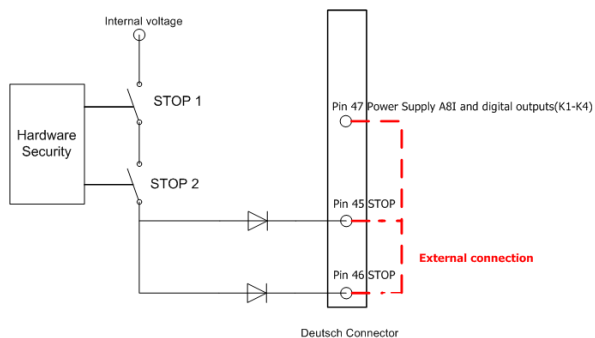 Internal voltage
STOP 1
Pin 47 Power Supply A8I and digital outputs(K1-K4)
Hardware
Security
STOP 2
Pin 45 STOP
External connection
Pin 46 STOP
Deutsch Connector